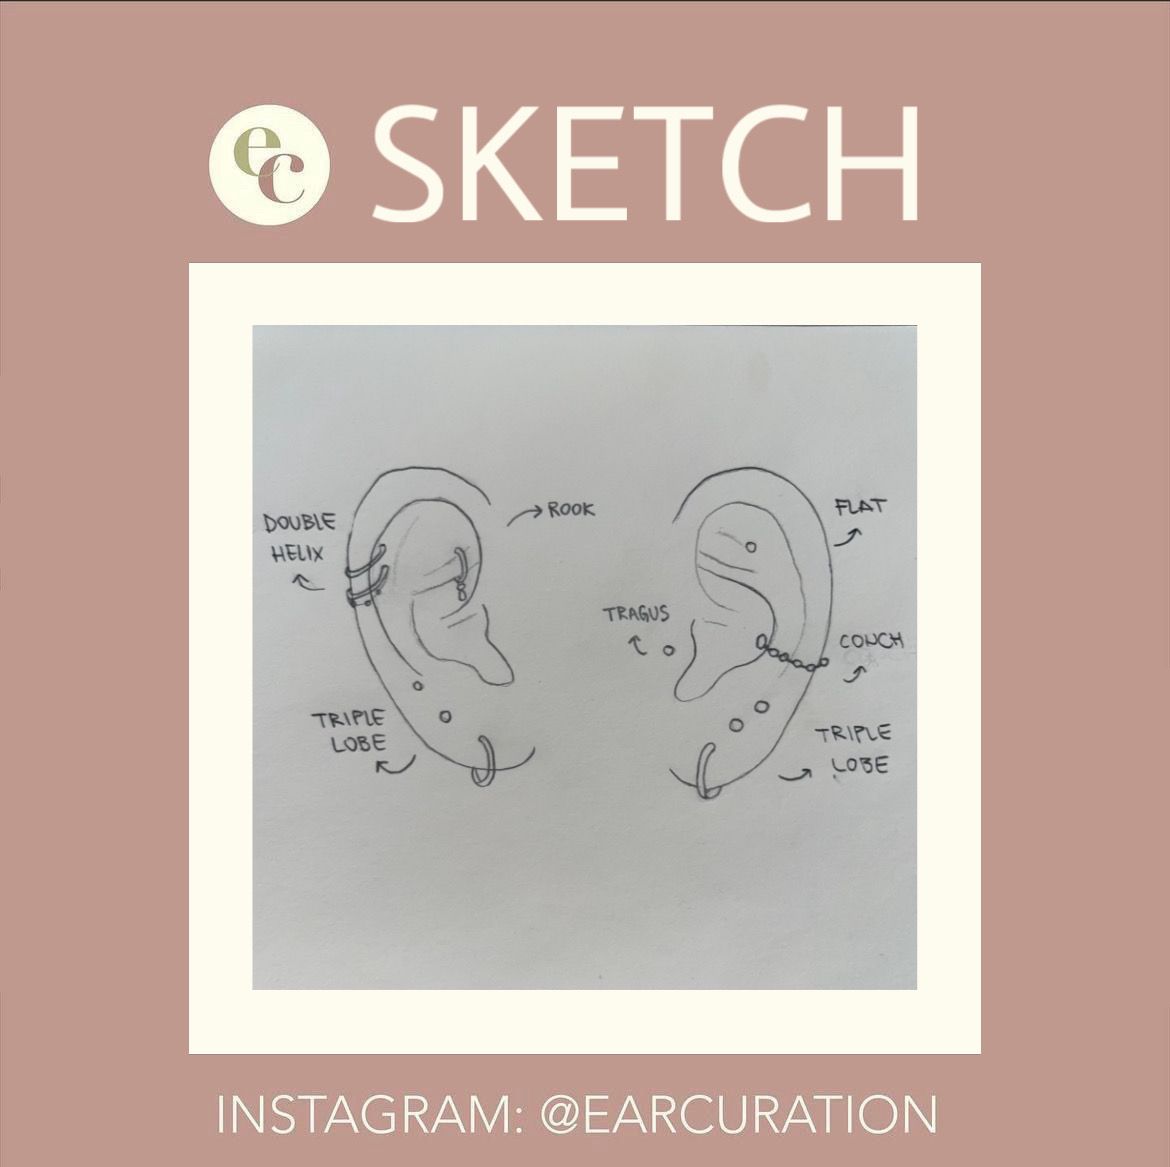 ec SKETCH
DOUBLE
HELIX
ROOK
TRIPLE
LOBE
FLAT
TRAGUS
CONCH
TRIPLE
LOBE
INSTAGRAM: @EARCURATION